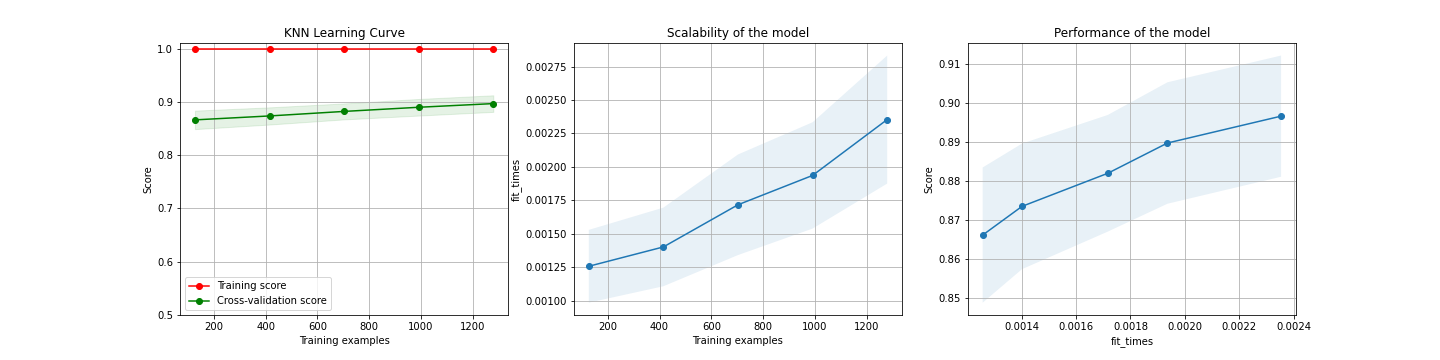 KNN Learning Curve
Score
1.0
0.9
0.8
0.7
0.6
0.5
Training score
Cross-validation score
200 400 600 800 1000 1200
Training examples
Scalability of the model
fit_times
0.00275
0.00250
0.00225
0.00200
0.00175
0.00150
0.00125
0.00100
200 400 600 800 1000 1200
Training examples
Performance of the model
Score
0.91
0.90
0.89
0.88
0.87
0.86
0.85
0.0014 0.0016 0.0018 0.0020 0.0022 0.0024
fit_times